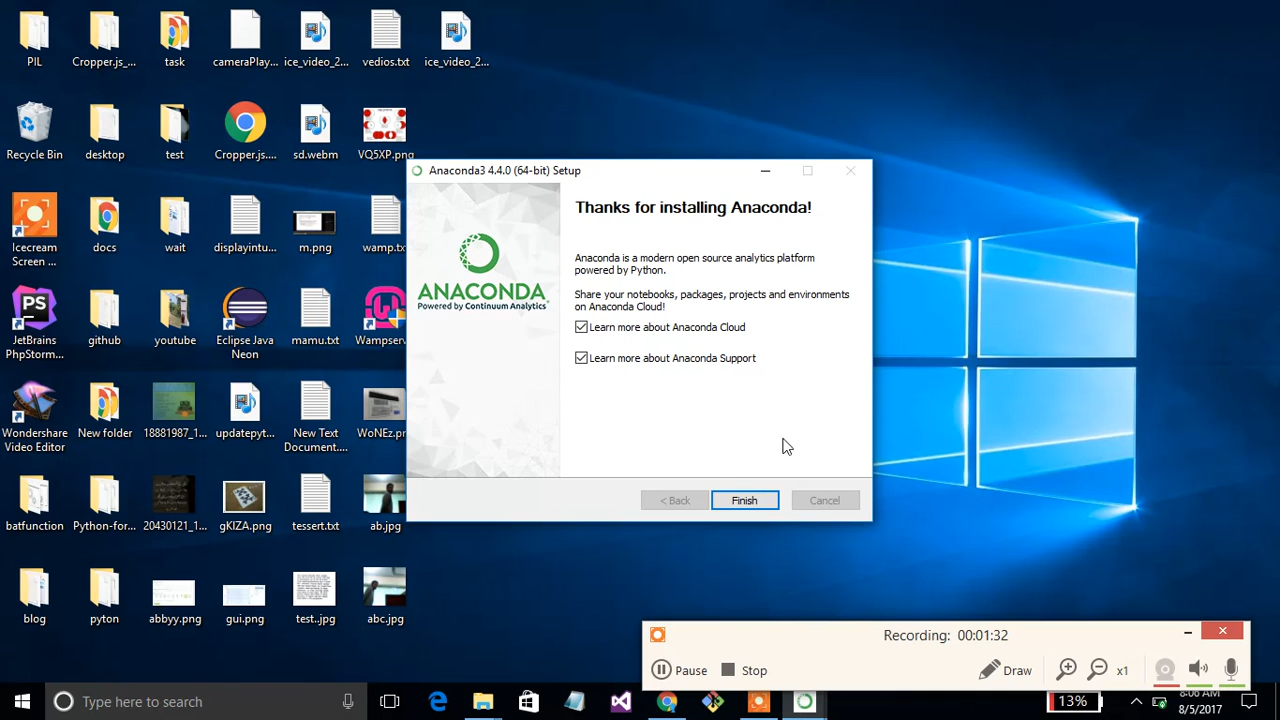 PIL
Cropper.js_...
task
cameraPlay...
ice_video_2...
vedios.txt
ice_video_2...
Recycle Bin
desktop
test
Cropper.js....
sd.webm
VQ5XP.png
Icecream
Screen ...
docs
wait
displayintu...
m.png
wamp.tx
PS
JetBrains
PhpStorm...
github
youtube
Eclipse Java
Neon
mamu.txt
Wampserv
Wondershare
Video Editor
New folder
18881987_1...
updatepyt...
New Text
Document....
WoNEz.pn
batfunction
Python-for...
20430121_1...
gKIZA.png
tessert.txt
ab.jpg
blog
pyton
abbyy.png
gui.png
test..jpg
abc.jpg
Anaconda3 4.4.0 (64-bit) Setup
ANACONDA
Powered by Continuum Analytics
Thanks for installing Anaconda!
Anaconda is a modern open source analytics platform
powered by Python.
Share your notebooks, packages, projects and environments
on Anaconda Cloud!
Learn more about Anaconda Cloud
Learn more about Anaconda Support
< Back
Finish
Cancel
Recording: 00:01:32
Pause
Stop
Draw
x1
Type here to search
13%
8:06 AM
8/5/2017